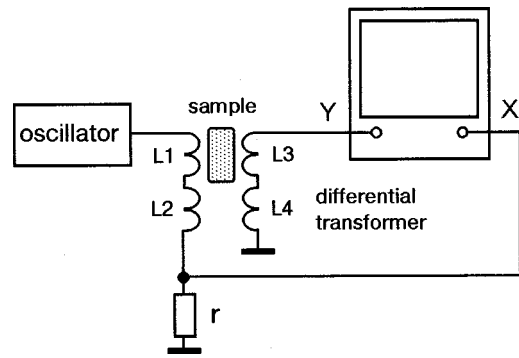 sample
Y
X
oscillator
L1
L3
L2
L4
differential
transformer
r